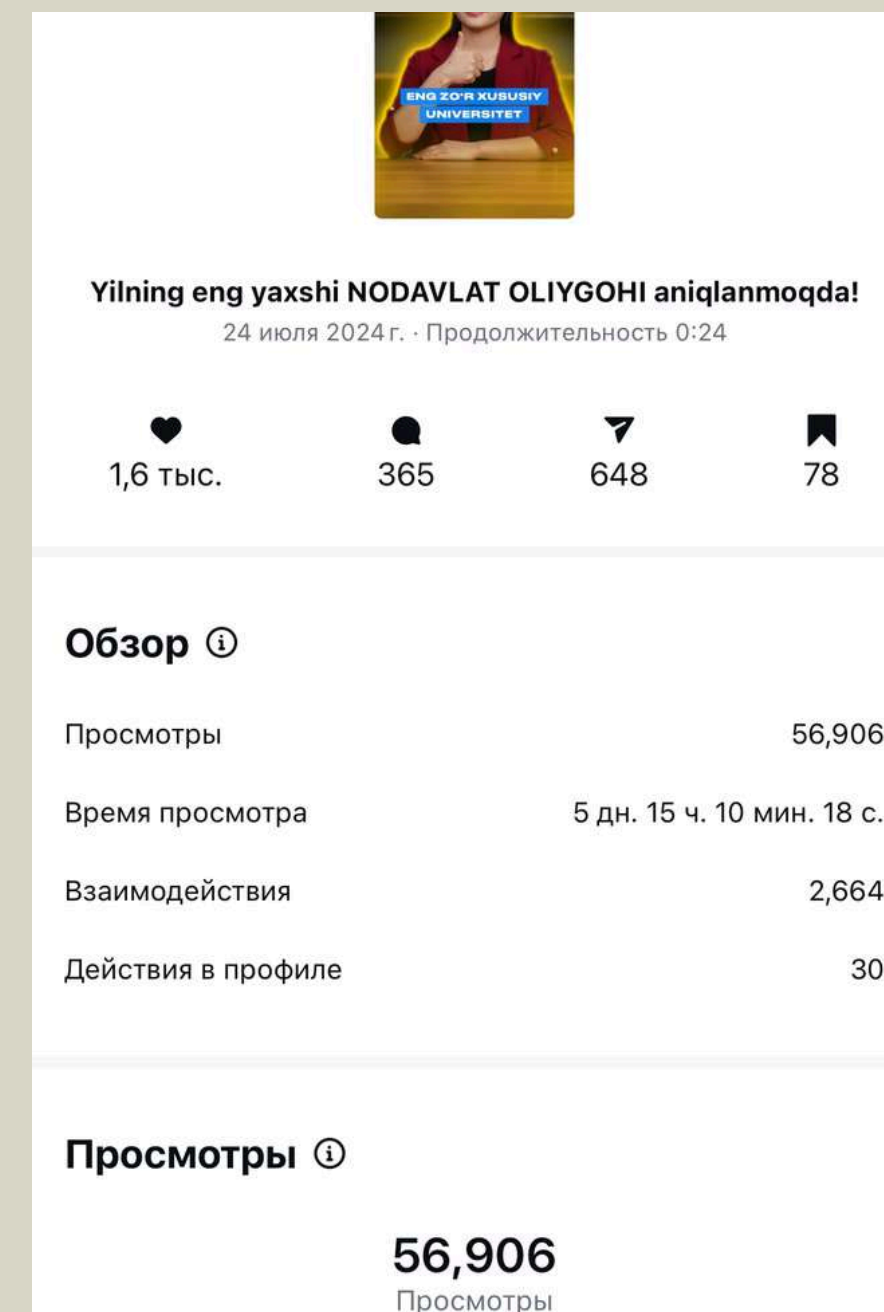 ENG ZO'R XUSUSIY
UNIVERSITET
Yilning eng yaxshi NODAVLAT OLIYGOHI aniqlanmoqda!
24 июля 2024 г. · Продолжительность 0:24
1,6 тыс. 365 648 78
Обзор
Просмотры 56,906
Время просмотра 5 дн. 15 ч. 10 мин. 18 с.
Взаимодействия 2,664
Действия в профиле 30
Просмотры
56,906
Просмотры